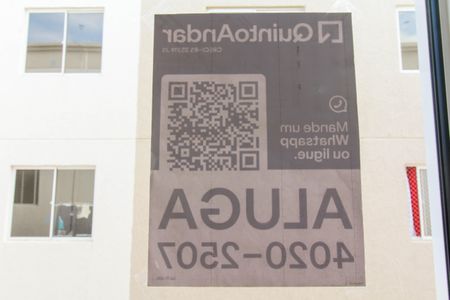 QuintoAndar
Mande um
Whatsapp
ou ligue.
ALUGA
4020-2507